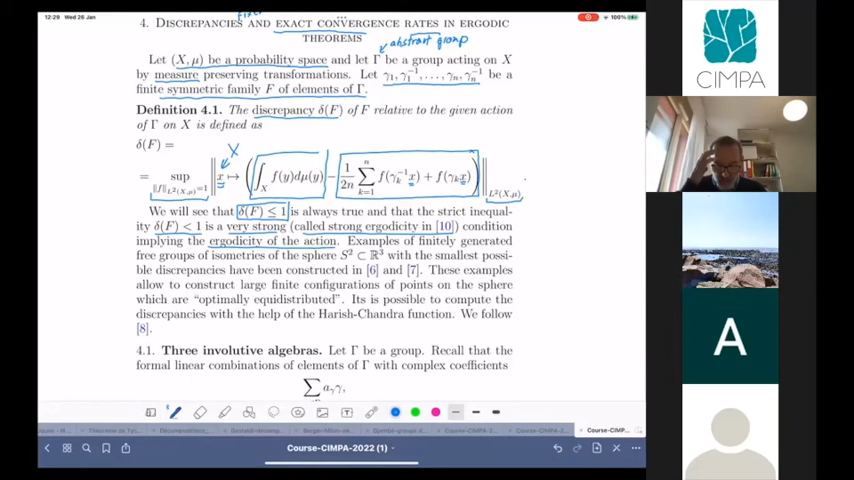 12:29 Wed 26 Jan
100%
4. DISCREPANCIES AND EXACT CONVERGENCE RATES IN ERGODIC
THEOREMS
abstract group
Let (X, μ) be a probability space and let Γ be a group acting on X
by measure preserving transformations. Let γ₁, γ₁⁻¹, . . . , γₙ, γₙ⁻¹ be a
finite symmetric family F of elements of Γ.
Definition 4.1. The discrepancy δ(F) of F relative to the given action
of Γ on X is defined as
δ(F) =
X
= sup ‖f‖_{L²(X,μ)}=1 ‖ x ↦ ( ∫_X f(y)dμ(y) − 1/2n ∑_{k=1}^{n} f(γₖ⁻¹x) + f(γₖx) ) ‖_{L²(X,μ)} .
We will see that δ(F) ≤ 1 is always true and that the strict inequal-
ity δ(F) < 1 is a very strong (called strong ergodicity in [10]) condition
implying the ergodicity of the action. Examples of finitely generated
free groups of isometries of the sphere S² ⊂ ℝ³ with the smallest possi-
ble discrepancies have been constructed in [6] and [7]. These examples
allow to construct large finite configurations of points on the sphere
which are "optimally equidistributed". Its is possible to compute the
discrepancies with the help of the Harish-Chandra function. We follow
[8].
4.1. Three involutive algebras. Let Γ be a group. Recall that the
formal linear combinations of elements of Γ with complex coefficients
∑ a_γ γ,
Course-CIMPA-2022 (1)
CIMPA
A